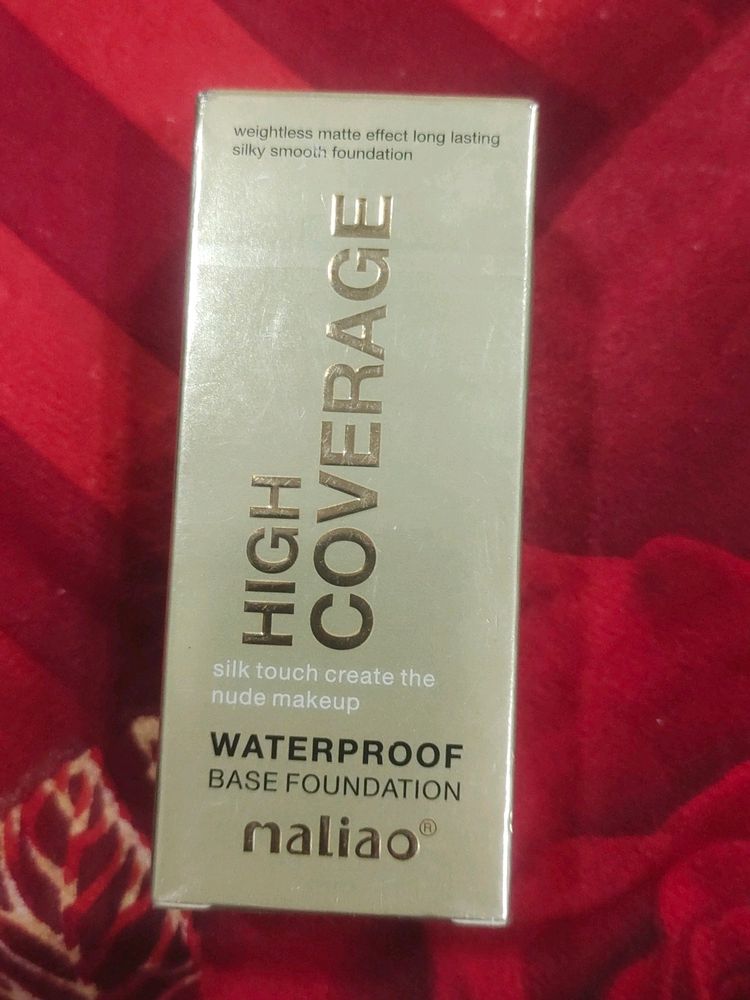 weightless matte effect long lasting
silky smooth foundation
HIGH
COVERAGE
silk touch create the
nude makeup
WATERPROOF
BASE FOUNDATION
maliao®